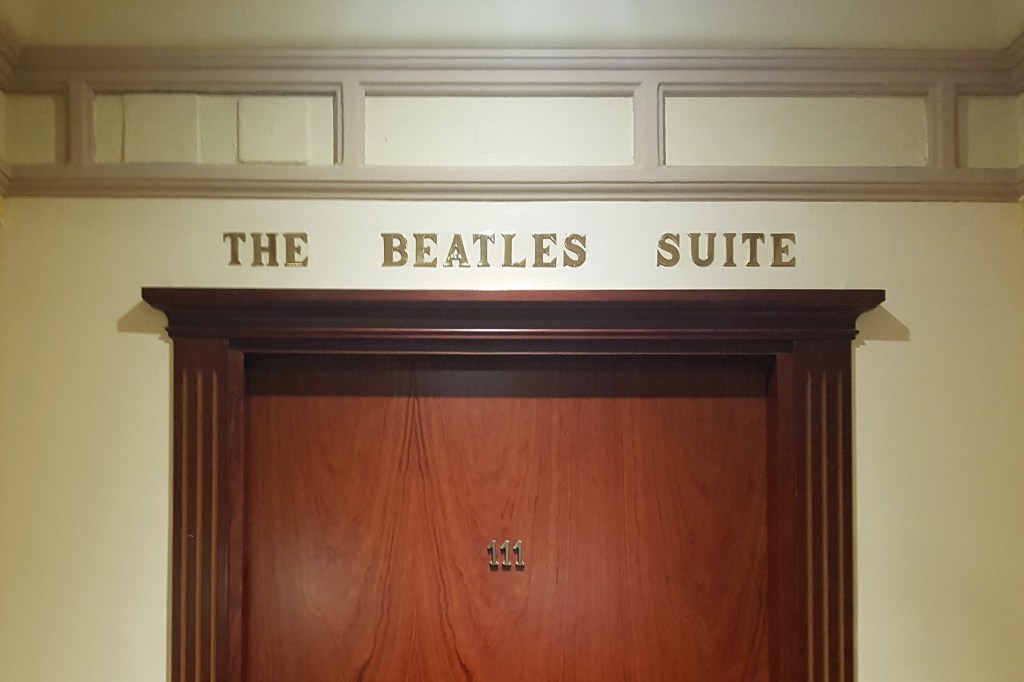 THE BEATLES SUITE
111